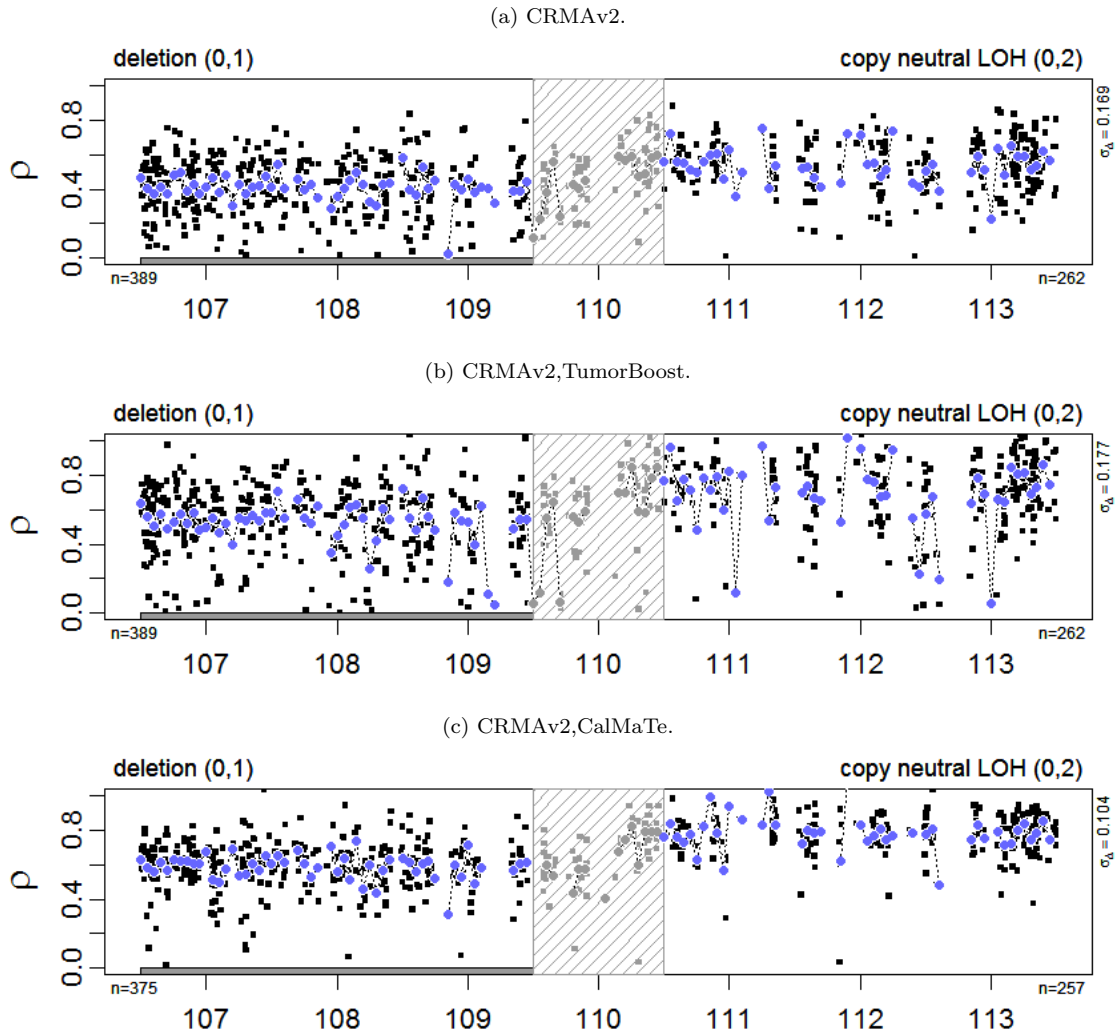 (a) CRMAv2.
deletion (0,1) copy neutral LOH (0,2)
ρ
0.0 0.4 0.8
σΔ = 0.169
n=389 n=262
107 108 109 110 111 112 113
(b) CRMAv2,TumorBoost.
deletion (0,1) copy neutral LOH (0,2)
ρ
0.0 0.4 0.8
σΔ = 0.177
n=389 n=262
107 108 109 110 111 112 113
(c) CRMAv2,CalMaTe.
deletion (0,1) copy neutral LOH (0,2)
ρ
0.0 0.4 0.8
σΔ = 0.104
n=375 n=257
107 108 109 110 111 112 113